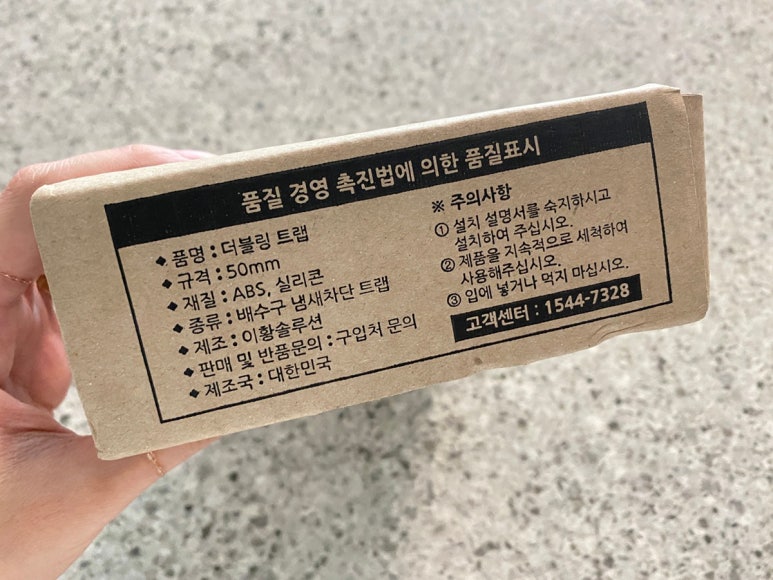 품질 경영 촉진법에 의한 품질표시
◆ 품명 : 더블링 트랩
◆ 규격 : 50mm
◆ 재질 : ABS, 실리콘
◆ 종류 : 배수구 냄새차단 트랩
◆ 제조 : 이황솔루션
◆ 판매 및 반품문의 : 구입처 문의
◆ 제조국 : 대한민국
※ 주의사항
① 설치 설명서를 숙지하시고
설치하여 주십시오.
② 제품을 지속적으로 세척하여
사용해주십시오.
③ 입에 넣거나 먹지 마십시오.
고객센터 : 1544-7328